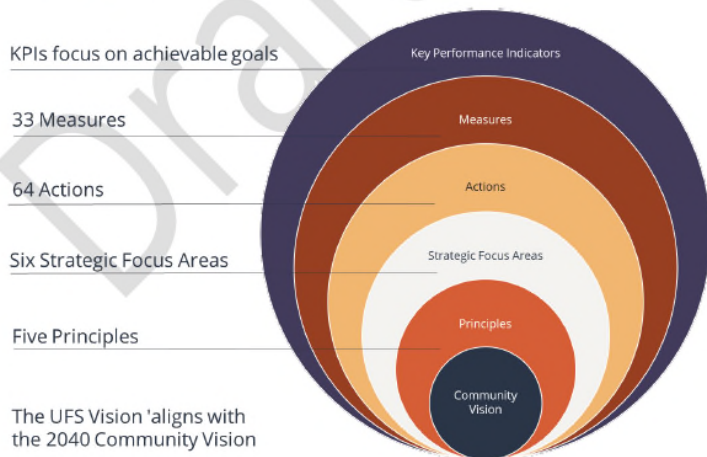 KPIs focus on achievable goals
Key Performance Indicators
33 Measures
Measures
64 Actions
Actions
Six Strategic Focus Areas
Strategic Focus Areas
Five Principles
Principles
Community
Vision
The UFS Vision 'aligns with
the 2040 Community Vision